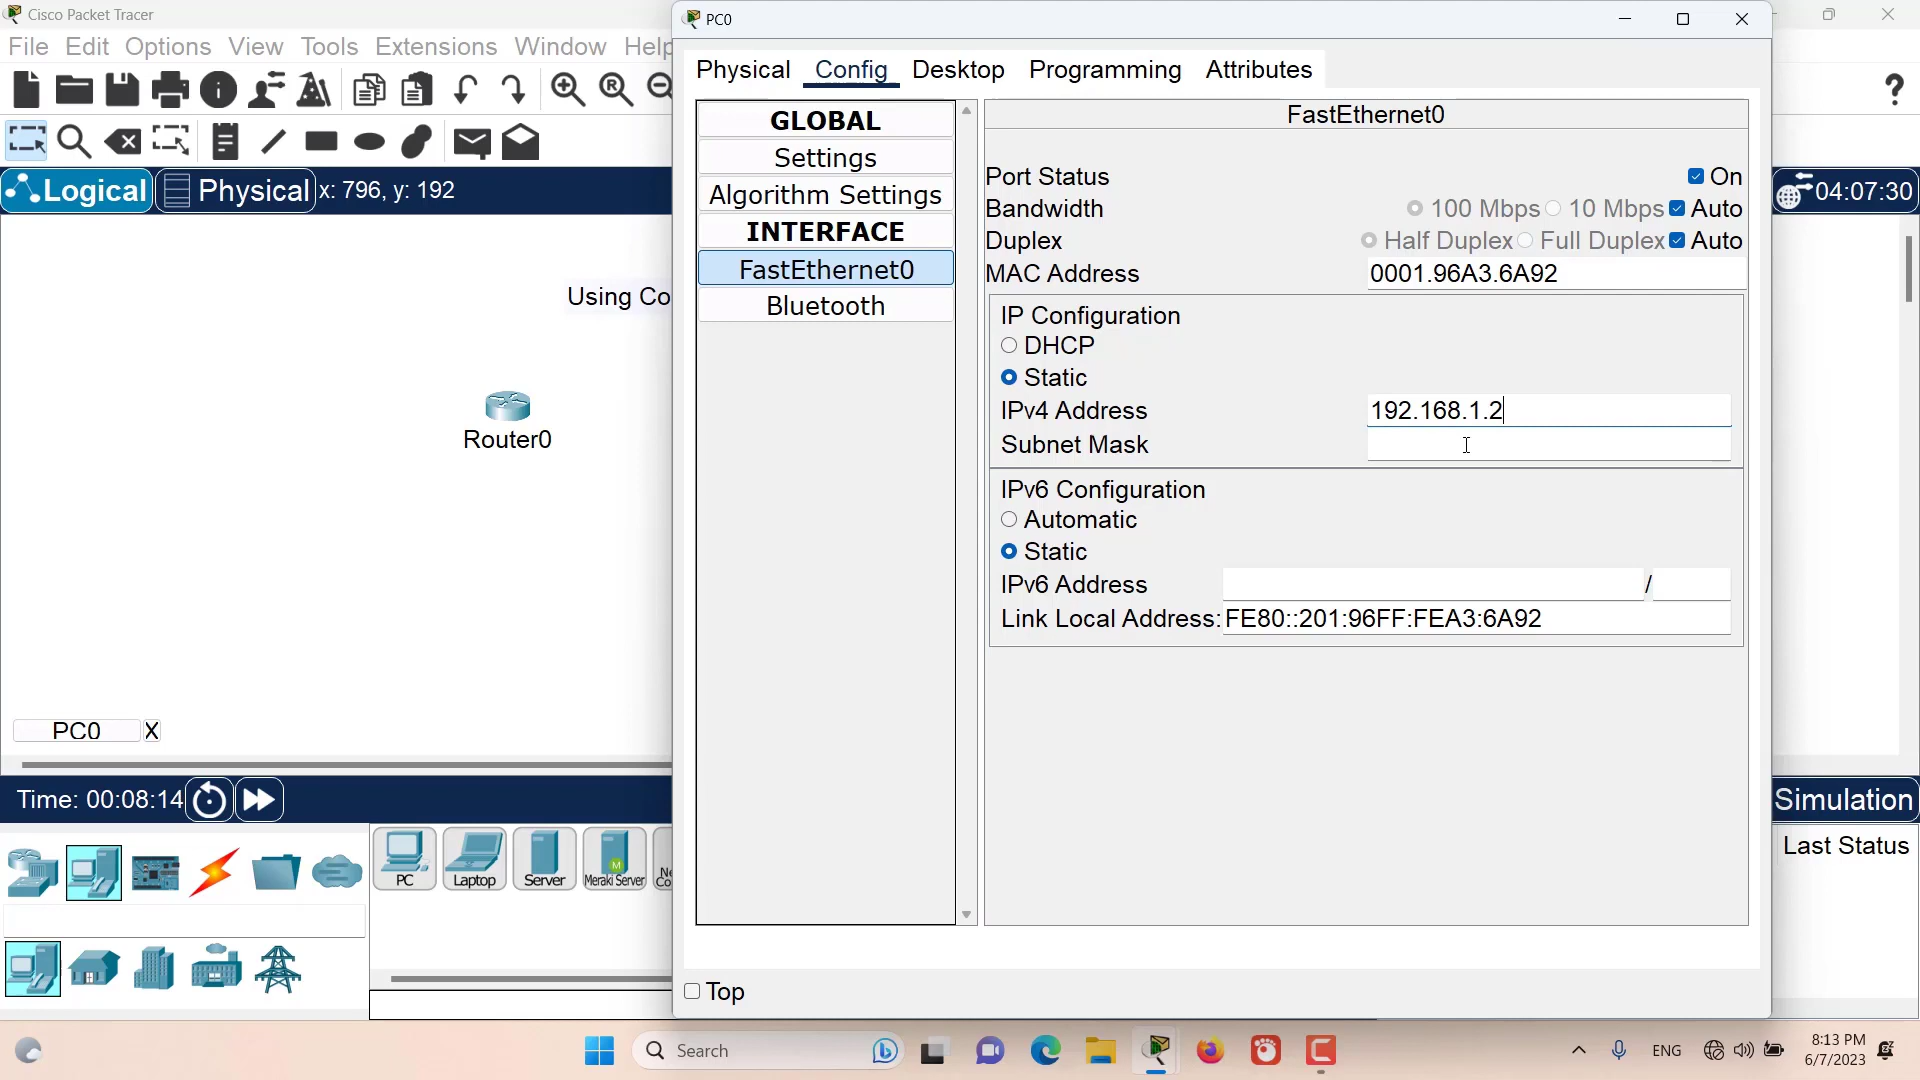 Cisco Packet Tracer
File Edit Options View Tools Extensions Window Help
Logical Physical x: 796, y: 192
Using Co
Router0
PC0 X
Time: 00:08:14
PC Laptop Server Meraki Server
PC0
Physical Config Desktop Programming Attributes
GLOBAL
Settings
Algorithm Settings
INTERFACE
FastEthernet0
Bluetooth
FastEthernet0
Port Status On
Bandwidth 100 Mbps 10 Mbps Auto
Duplex Half Duplex Full Duplex Auto
MAC Address 0001.96A3.6A92
IP Configuration
DHCP
Static
IPv4 Address 192.168.1.2
Subnet Mask
IPv6 Configuration
Automatic
Static
IPv6 Address /
Link Local Address: FE80::201:96FF:FEA3:6A92
Top
04:07:30
Simulation
Last Status
Search
ENG
8:13 PM
6/7/2023